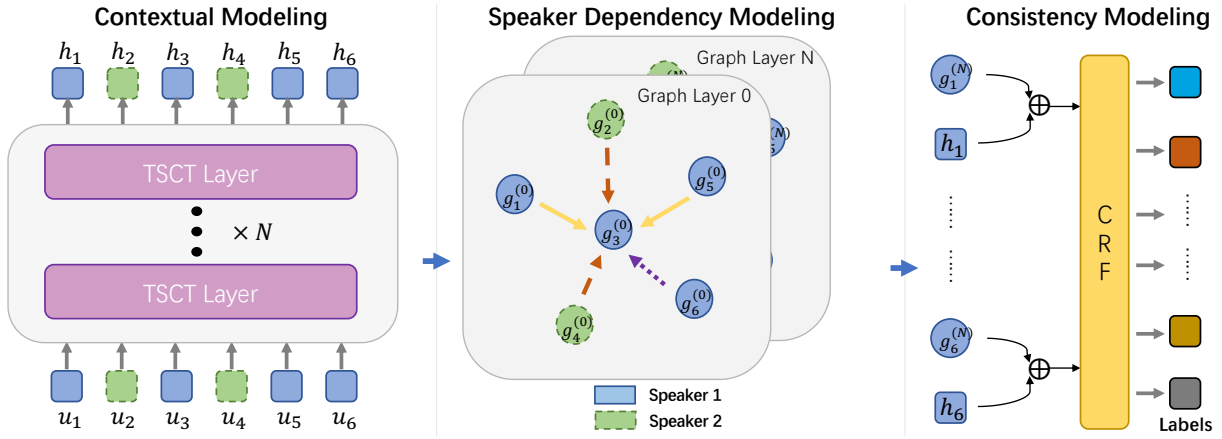 Contextual Modeling
h₁ h₂ h₃ h₄ h₅ h₆
TSCT Layer
× N
TSCT Layer
u₁ u₂ u₃ u₄ u₅ u₆
Speaker Dependency Modeling
Graph Layer N
Graph Layer 0
g₂⁽⁰⁾
g₁⁽⁰⁾
g₅⁽⁰⁾
g₃⁽⁰⁾
g₆⁽⁰⁾
g₄⁽⁰⁾
Speaker 1
Speaker 2
Consistency Modeling
g₁⁽ᴺ⁾
h₁
g₆⁽ᴺ⁾
h₆
C
R
F
Labels